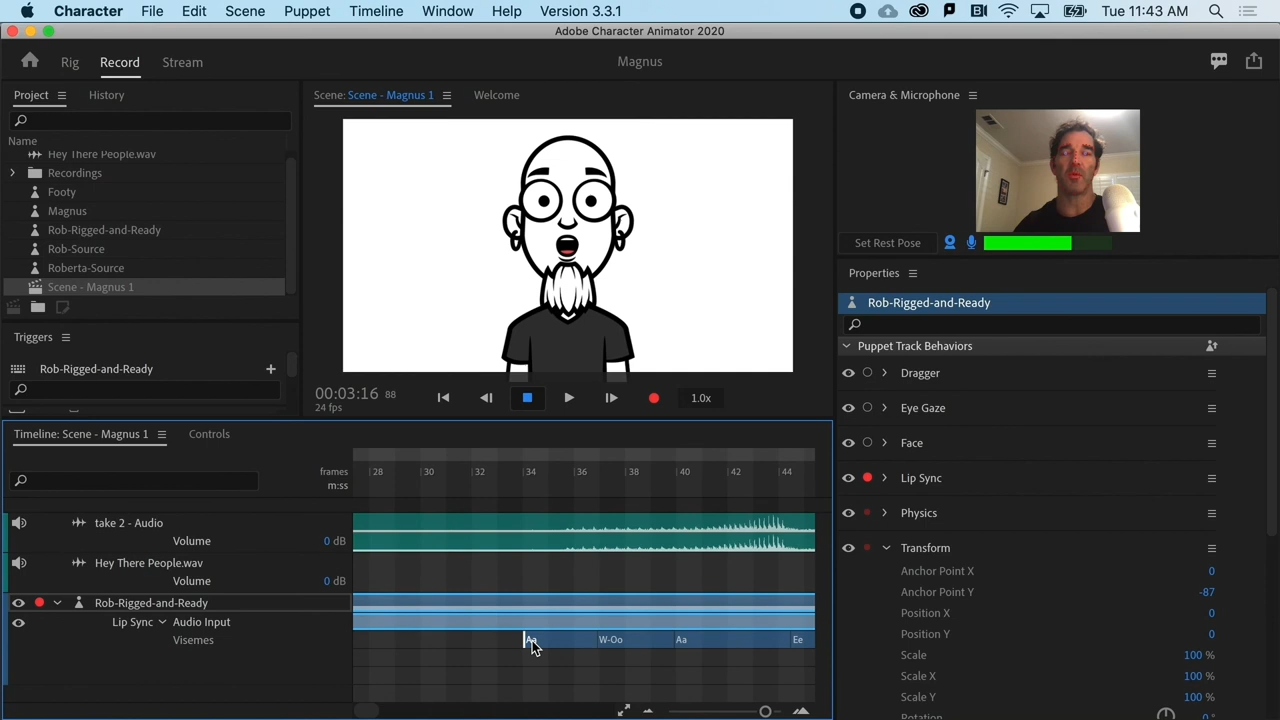 Character File Edit Scene Puppet Timeline Window Help Version 3.3.1 Tue 11:43 AM
Adobe Character Animator 2020
Rig Record Stream Magnus
Project History
Name
Hey There People.wav
Recordings
Footy
Magnus
Rob-Rigged-and-Ready
Rob-Source
Roberta-Source
Scene - Magnus 1
Triggers
Rob-Rigged-and-Ready
Scene: Scene - Magnus 1 Welcome
00:03:16 88
24 fps
1.0x
Camera & Microphone
Set Rest Pose
Properties
Rob-Rigged-and-Ready
Puppet Track Behaviors
Dragger
Eye Gaze
Face
Lip Sync
Physics
Transform
Anchor Point X 0
Anchor Point Y -87
Position X 0
Position Y 0
Scale 100 %
Scale X 100 %
Scale Y 100 %
Rotation 0 °
Timeline: Scene - Magnus 1 Controls
frames 28 30 32 34 36 38 40 42 44
m:ss
take 2 - Audio
Volume 0 dB
Hey There People.wav
Volume 0 dB
Rob-Rigged-and-Ready
Lip Sync Audio Input
Visemes Aa W-Oo Aa Ee